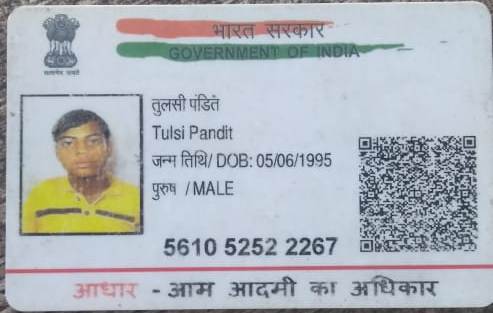 भारत सरकार
GOVERNMENT OF INDIA
सत्यमेव जयते
तुलसी पंडित
Tulsi Pandit
जन्म तिथि/ DOB: 05/06/1995
पुरुष / MALE
5610 5252 2267
आधार - आम आदमी का अधिकार